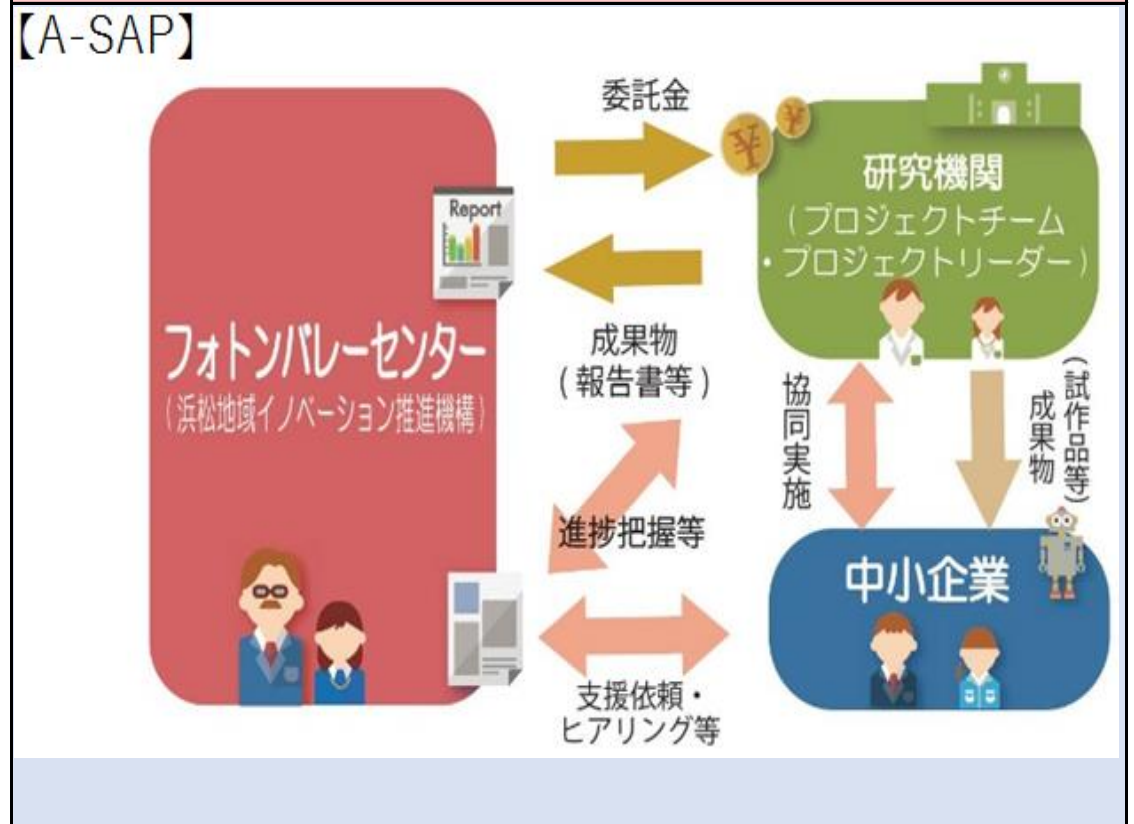 【A-SAP】
委託金
Report
研究機関
(プロジェクトチーム
・プロジェクトリーダー)
フォトンバレーセンター
(浜松地域イノベーション推進機構)
成果物
(報告書等)
協同実施
成果物
(試作品等)
進捗把握等
中小企業
支援依頼・
ヒアリング等